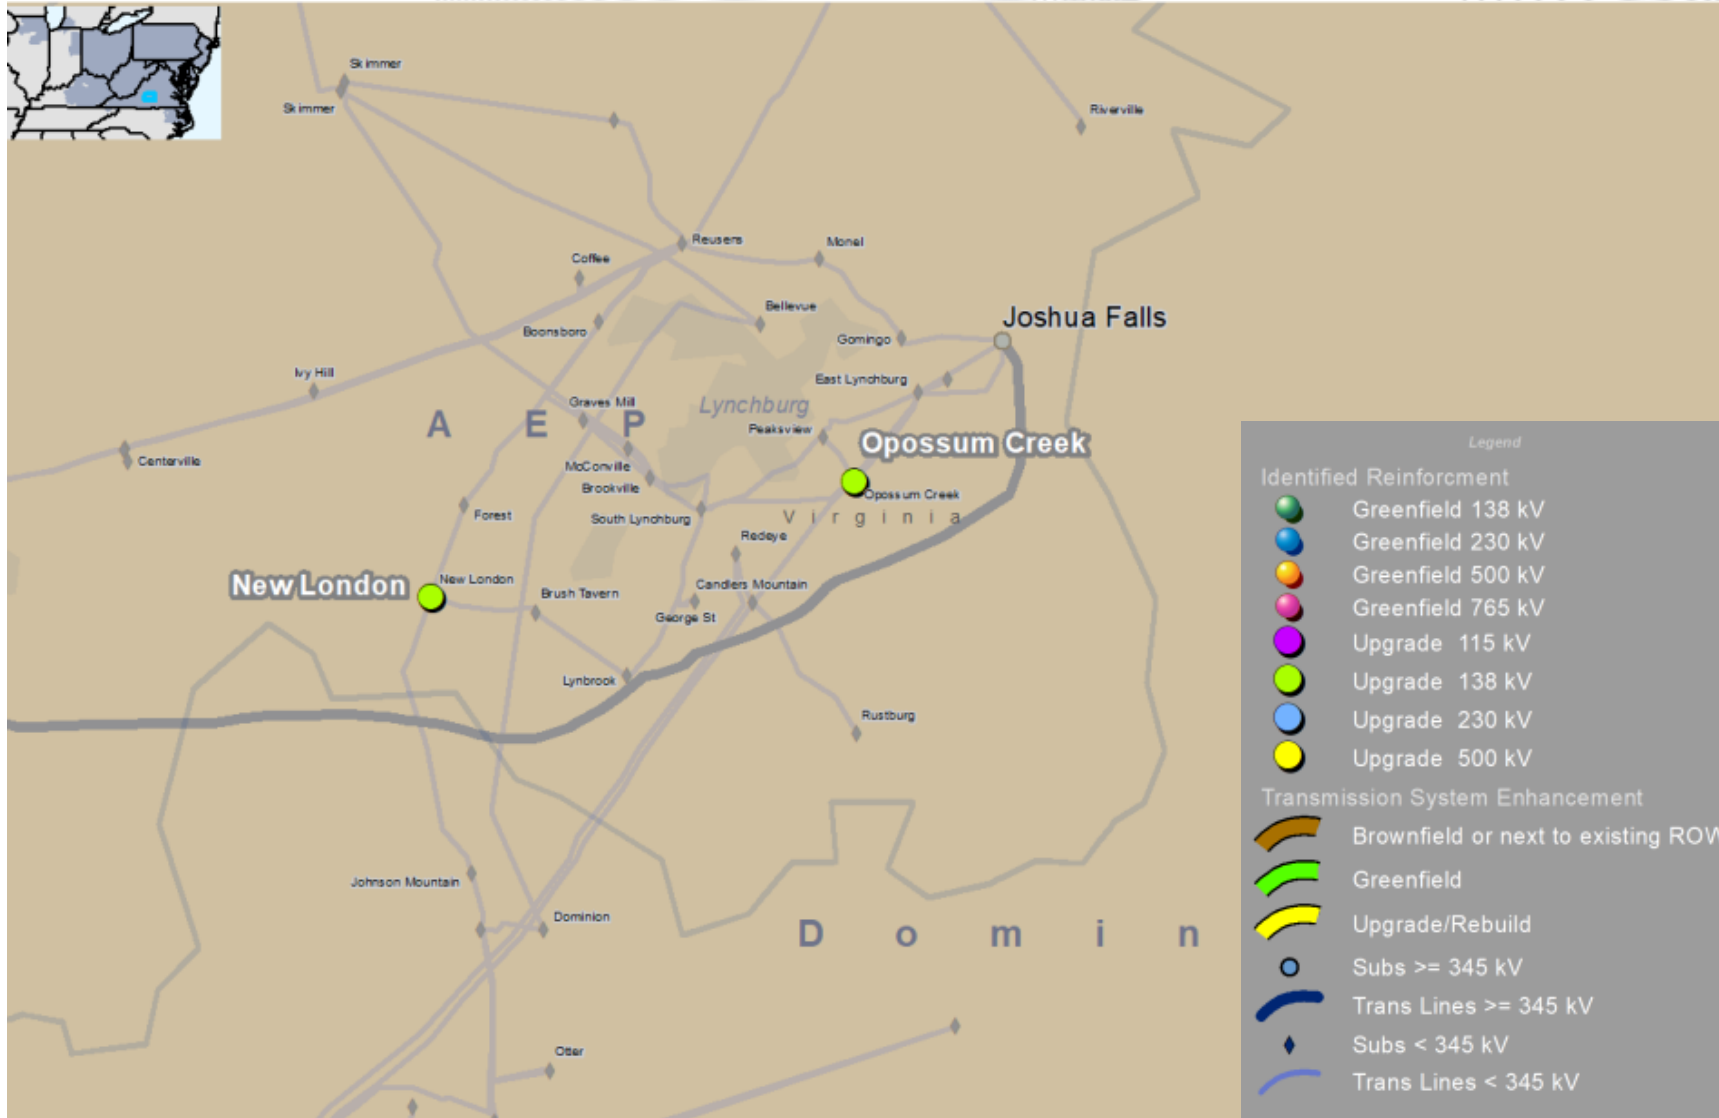 Skimmer
Skimmer
Riverville
Reusens
Monel
Coffee
Bellevue
Boonsboro
Joshua Falls
Gomingo
Ivy Hill
East Lynchburg
Graves Mill
Lynchburg
A E P
Peaksview
Opossum Creek
Centerville
McConville
Brookville
Opossum Creek
Forest
South Lynchburg
Virginia
Redeye
New London
New London
Brush Tavern
Candlers Mountain
George St
Lynbrook
Rustburg
Johnson Mountain
Dominion
D o m i n
Otter
Legend
Identified Reinforcment
Greenfield 138 kV
Greenfield 230 kV
Greenfield 500 kV
Greenfield 765 kV
Upgrade 115 kV
Upgrade 138 kV
Upgrade 230 kV
Upgrade 500 kV
Transmission System Enhancement
Brownfield or next to existing ROW
Greenfield
Upgrade/Rebuild
Subs >= 345 kV
Trans Lines >= 345 kV
Subs < 345 kV
Trans Lines < 345 kV